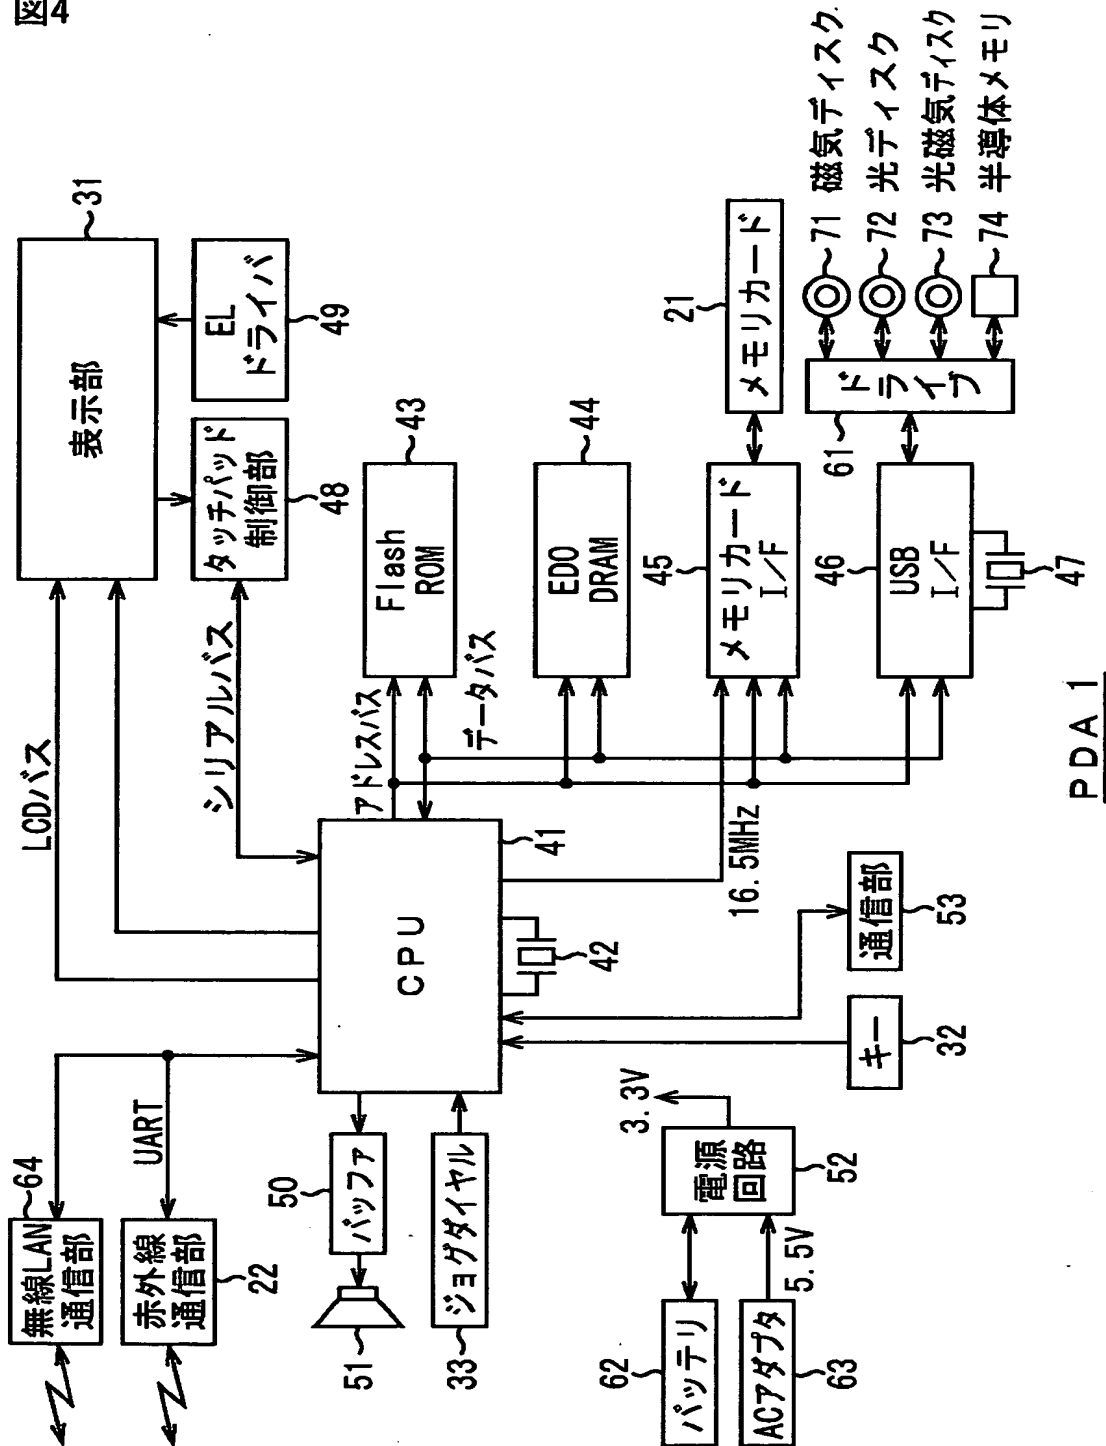 図4
無線LAN
通信部
64
赤外線
通信部
22
UART
LCDバス
シリアルバス
表示部
31
ELドライバ
49
タッチパッド
制御部
48
バッファ
50
51
ジョグダイヤル
33
CPU
41
42
アドレスバス
データバス
16.5MHz
Flash
ROM
43
EDO
DRAM
44
メモリカード
I/F
45
メモリカード
21
USB
I/F
46
47
ドライブ
61
71 磁気ディスク
72 光ディスク
73 光磁気ディスク
74 半導体メモリ
バッテリ
62
ACアダプタ
63
5.5V
電源
回路
52
3.3V
キー
32
通信部
53
PDA 1